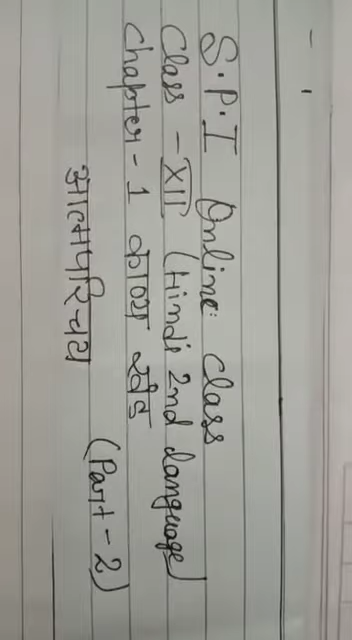 S.P.I Online class
Class - XII (Hindi 2nd Language)
Chapter - 1 काव्य खंड
आत्मपरिचय
(Part - 2)